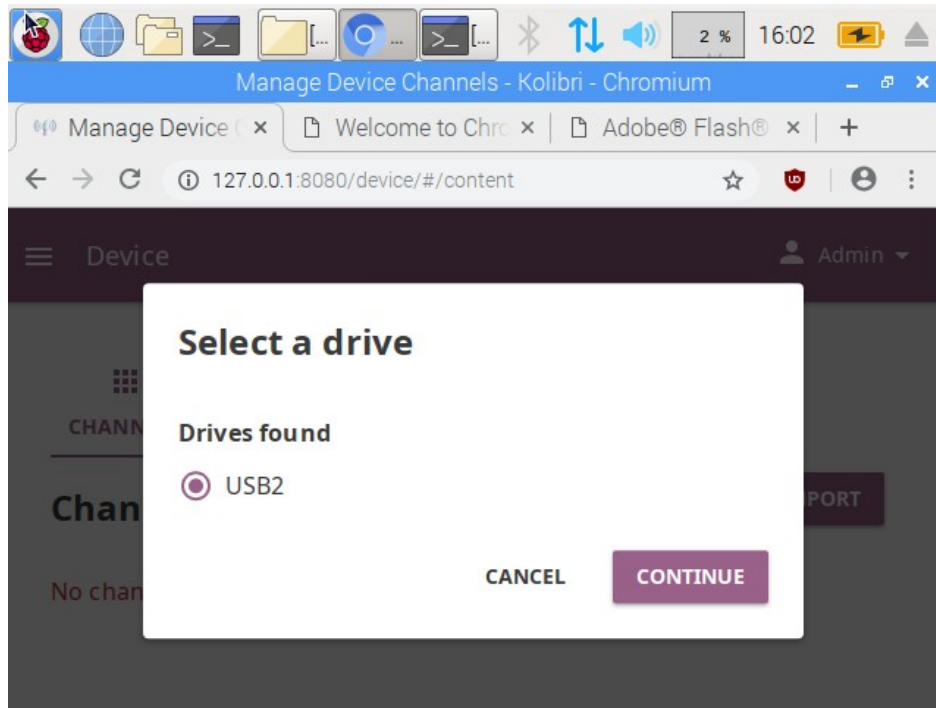 [... ... >_ [... 2 % 16:02
Manage Device Channels - Kolibri - Chromium
Manage Device Welcome to Chro Adobe® Flash®
127.0.0.1:8080/device/#/content
Device Admin
Select a drive
CHANN
Drives found
USB2
Chan PORT
CANCEL CONTINUE
No chan